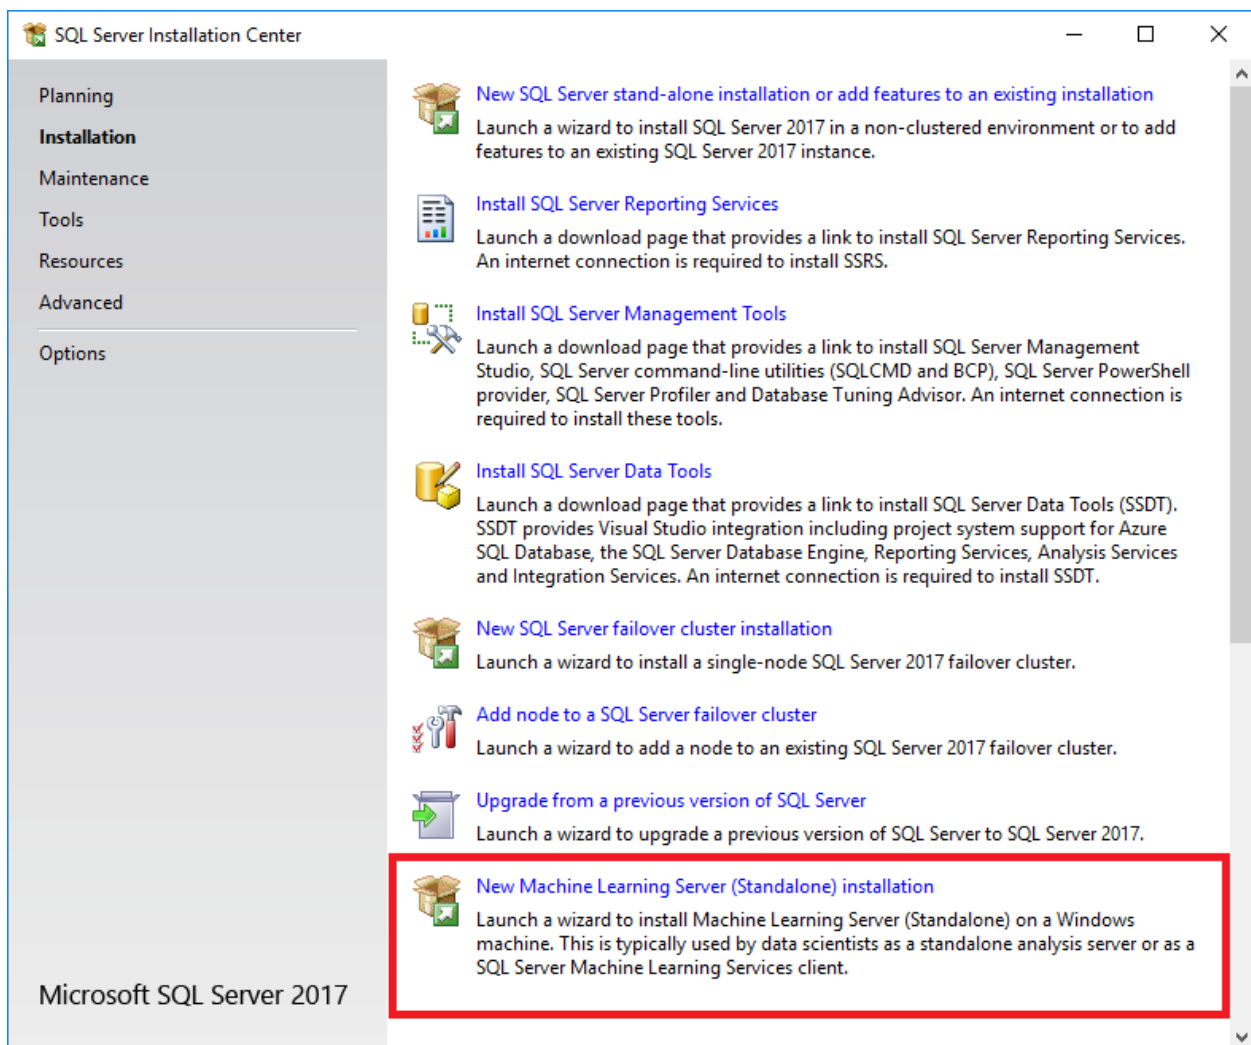 SQL Server Installation Center
Planning
Installation
Maintenance
Tools
Resources
Advanced
Options
Microsoft SQL Server 2017
New SQL Server stand-alone installation or add features to an existing installation
Launch a wizard to install SQL Server 2017 in a non-clustered environment or to add
features to an existing SQL Server 2017 instance.
Install SQL Server Reporting Services
Launch a download page that provides a link to install SQL Server Reporting Services.
An internet connection is required to install SSRS.
Install SQL Server Management Tools
Launch a download page that provides a link to install SQL Server Management
Studio, SQL Server command-line utilities (SQLCMD and BCP), SQL Server PowerShell
provider, SQL Server Profiler and Database Tuning Advisor. An internet connection is
required to install these tools.
Install SQL Server Data Tools
Launch a download page that provides a link to install SQL Server Data Tools (SSDT).
SSDT provides Visual Studio integration including project system support for Azure
SQL Database, the SQL Server Database Engine, Reporting Services, Analysis Services
and Integration Services. An internet connection is required to install SSDT.
New SQL Server failover cluster installation
Launch a wizard to install a single-node SQL Server 2017 failover cluster.
Add node to a SQL Server failover cluster
Launch a wizard to add a node to an existing SQL Server 2017 failover cluster.
Upgrade from a previous version of SQL Server
Launch a wizard to upgrade a previous version of SQL Server to SQL Server 2017.
New Machine Learning Server (Standalone) installation
Launch a wizard to install Machine Learning Server (Standalone) on a Windows
machine. This is typically used by data scientists as a standalone analysis server or as a
SQL Server Machine Learning Services client.